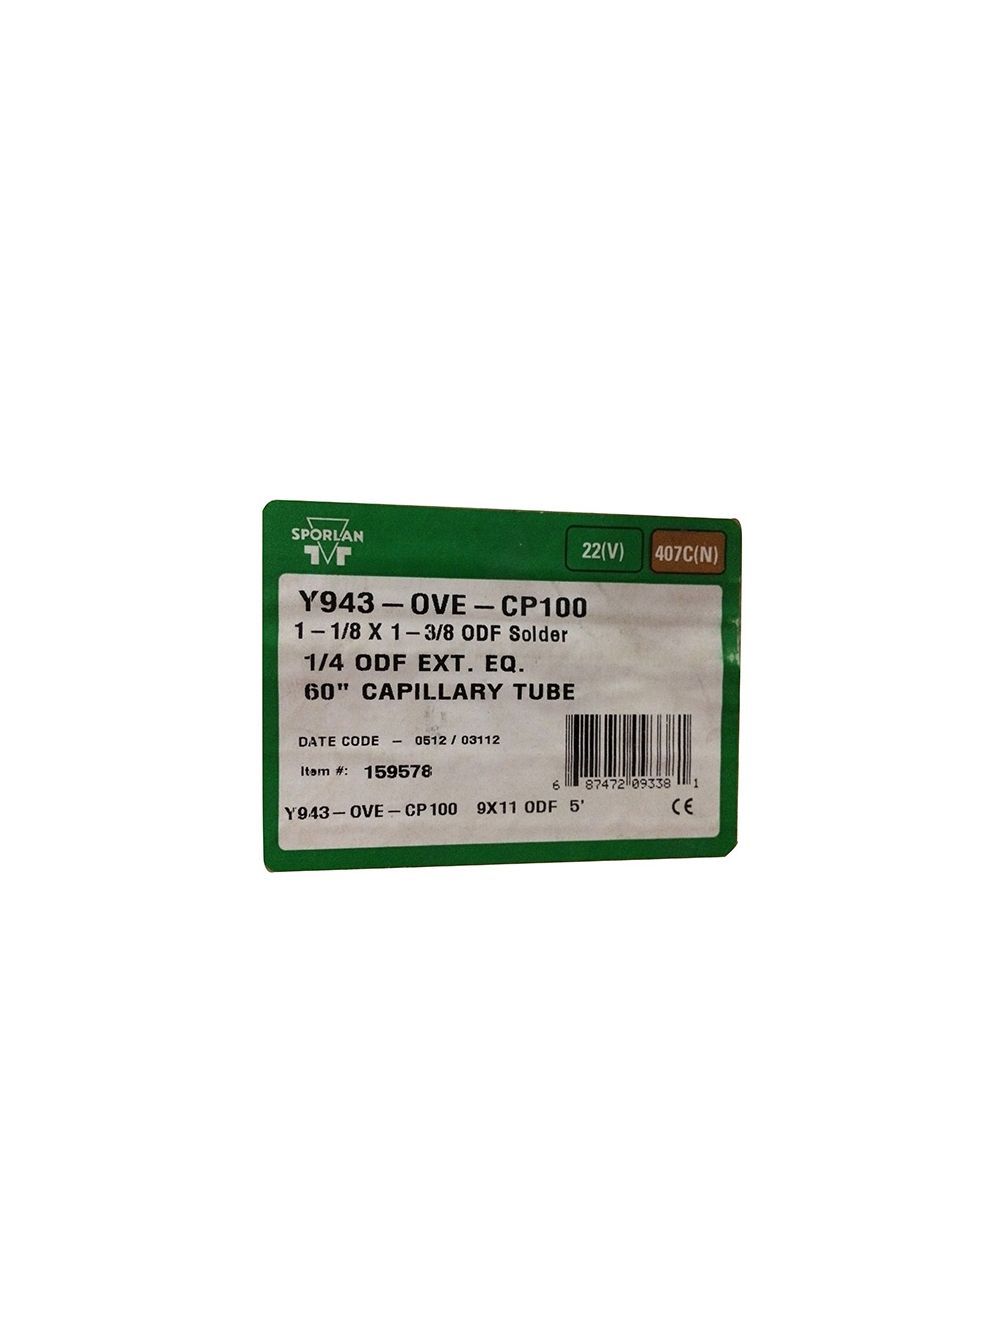 SPORLAN
22(V) 407C(N)
Y943-OVE-CP100
1-1/8 X 1-3/8 ODF Solder
1/4 ODF EXT. EQ.
60" CAPILLARY TUBE
DATE CODE - 0512 / 03112
Item #: 159578
6 87472 09338 1
Y943-OVE-CP100 9X11 ODF 5' CE